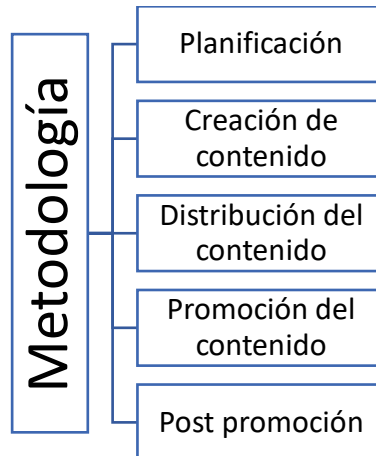 Metodología
Planificación
Creación de
contenido
Distribución del
contenido
Promoción del
contenido
Post promoción